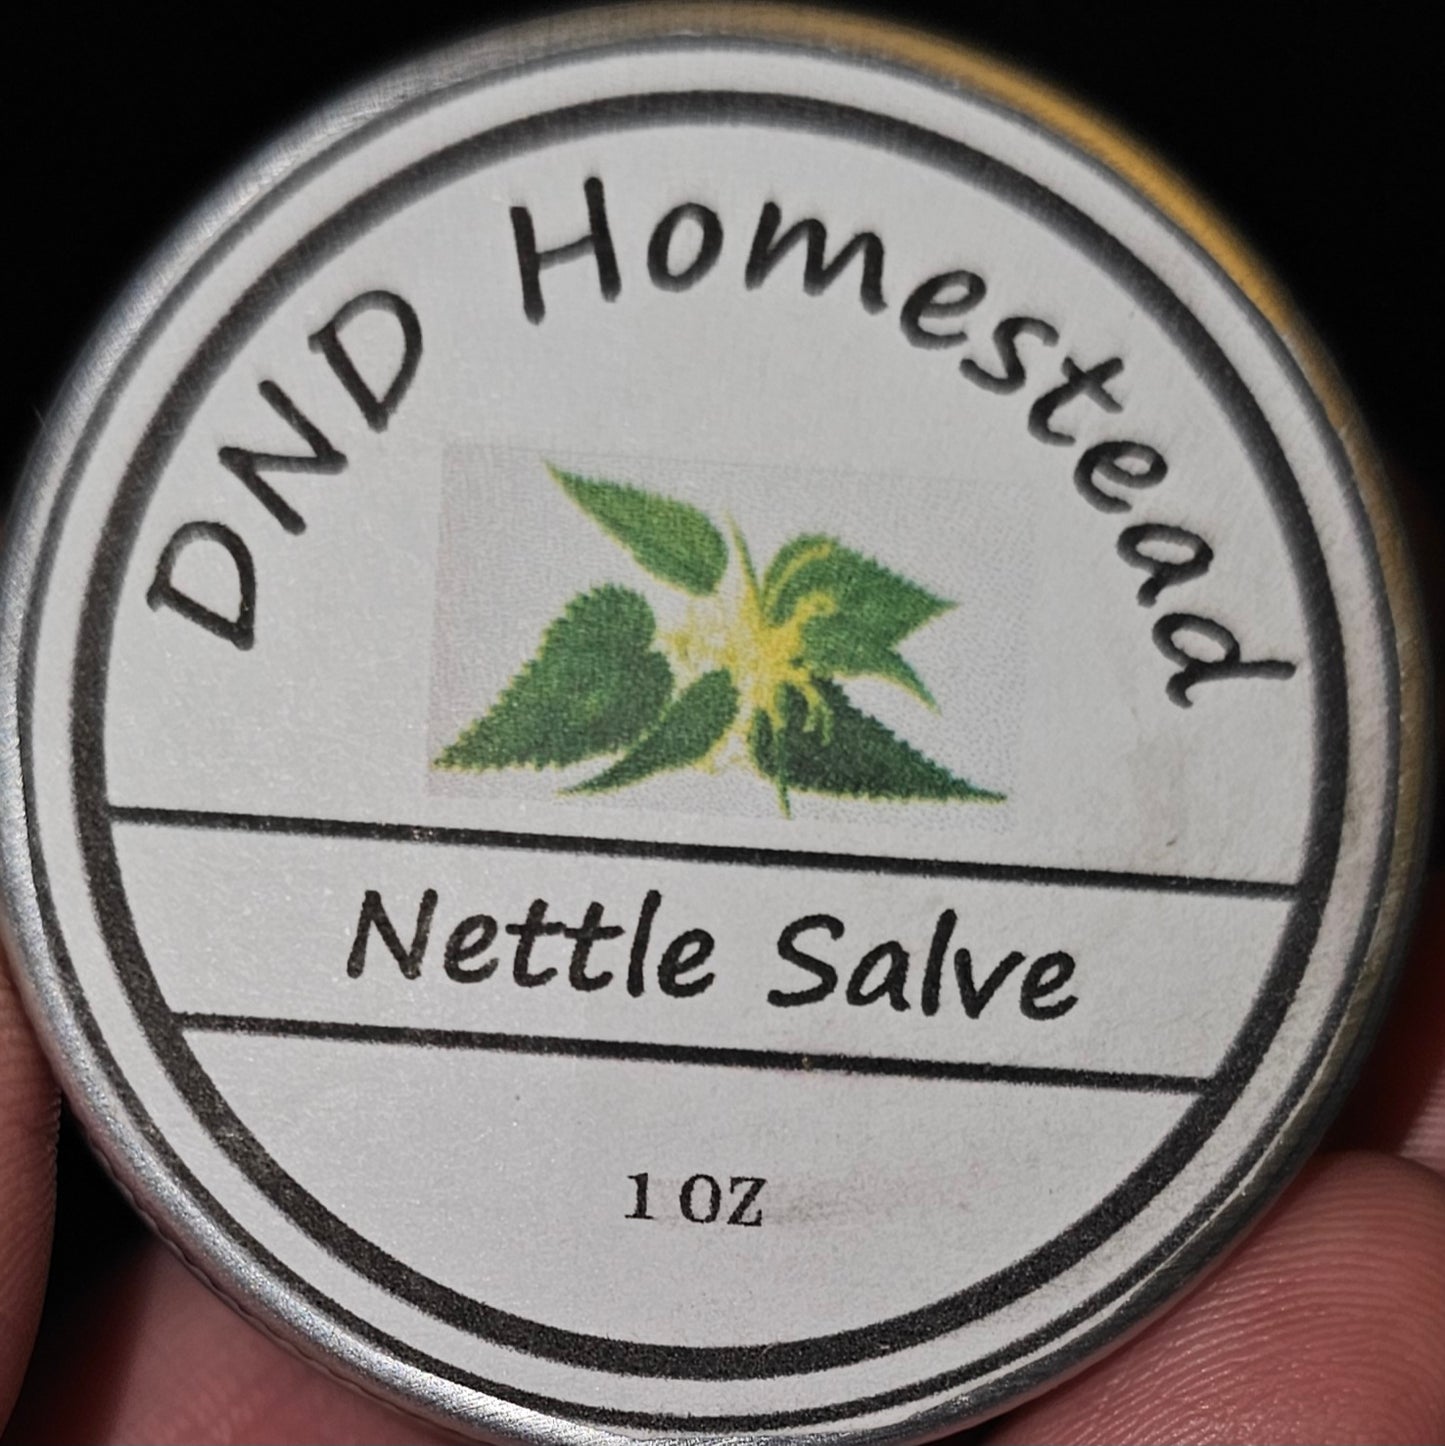 DND Homestead
Nettle Salve
1 OZ